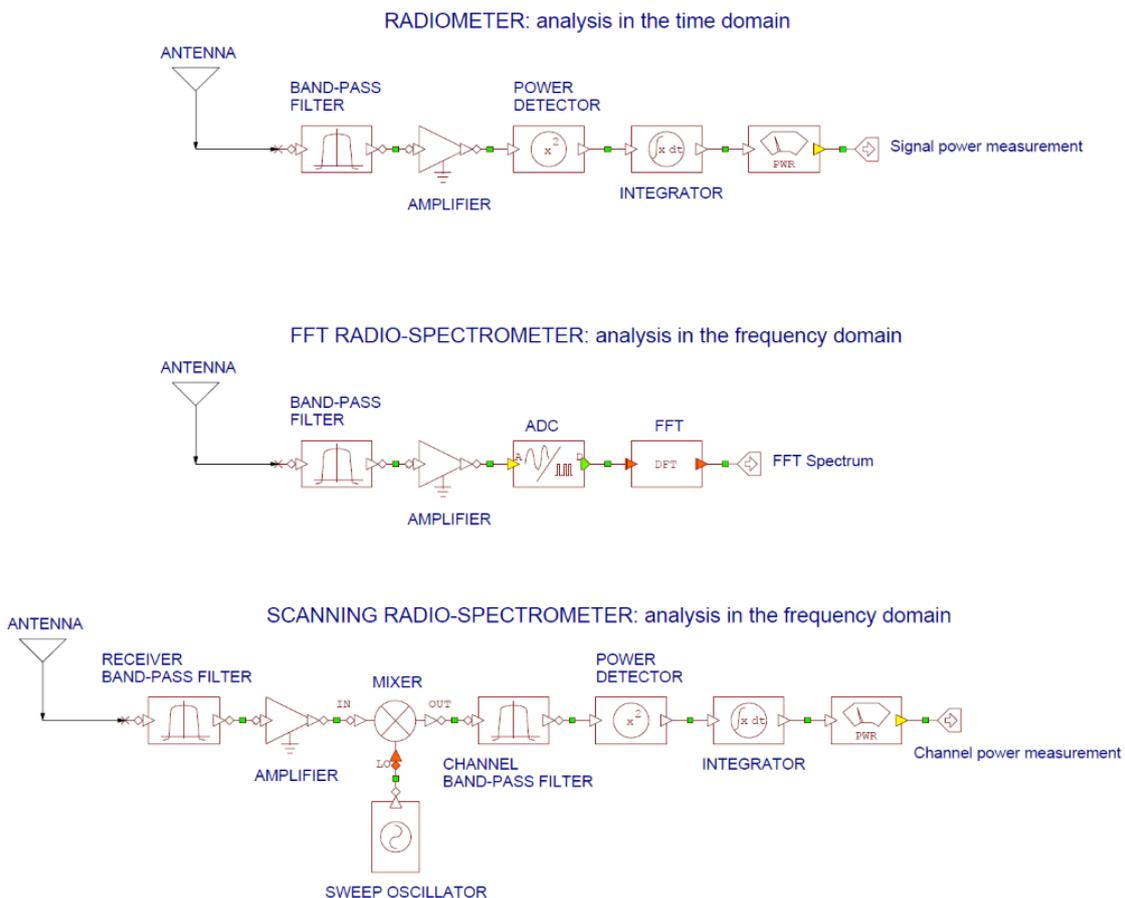 RADIOMETER: analysis in the time domain
ANTENNA
BAND-PASS
FILTER
POWER
DETECTOR
x²
∫x dt
PWR
Signal power measurement
AMPLIFIER
INTEGRATOR
FFT RADIO-SPECTROMETER: analysis in the frequency domain
ANTENNA
BAND-PASS
FILTER
ADC
FFT
A
D
DFT
FFT Spectrum
AMPLIFIER
SCANNING RADIO-SPECTROMETER: analysis in the frequency domain
ANTENNA
RECEIVER
BAND-PASS FILTER
MIXER
POWER
DETECTOR
IN
OUT
x²
∫x dt
PWR
LO
AMPLIFIER
CHANNEL
BAND-PASS FILTER
INTEGRATOR
Channel power measurement
SWEEP OSCILLATOR